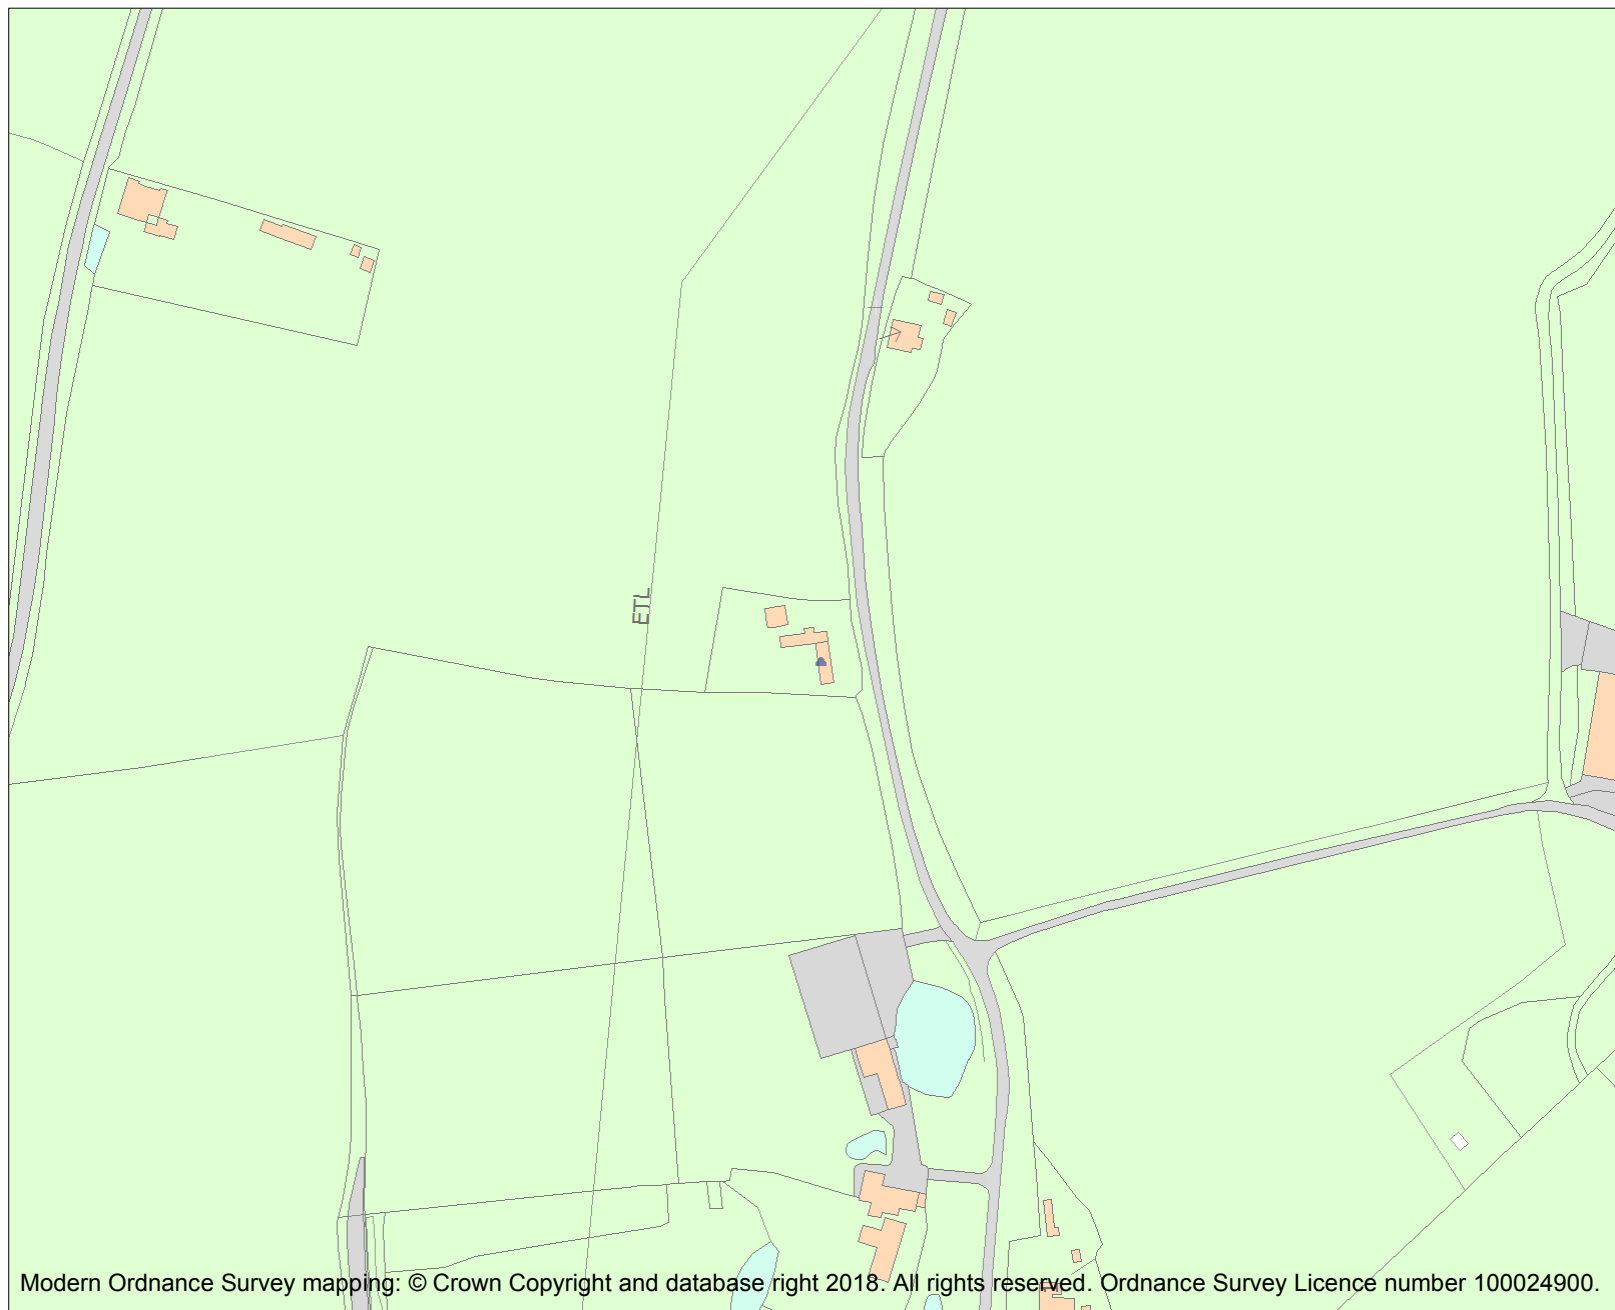 ETL
Modern Ordnance Survey mapping: © Crown Copyright and database right 2018. All rights reserved. Ordnance Survey Licence number 100024900.